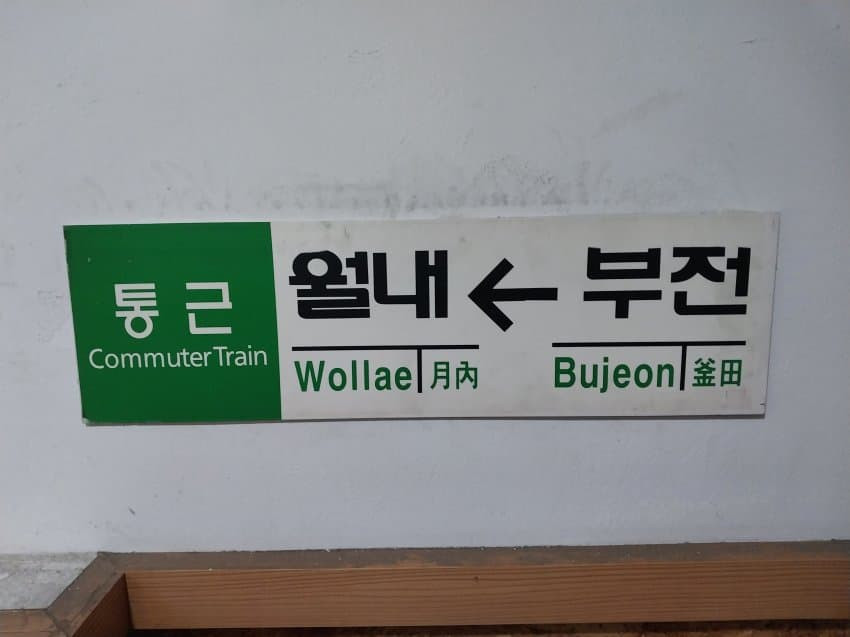 통근
Commuter Train
월내 ← 부전
Wollae 月內 Bujeon 釜田